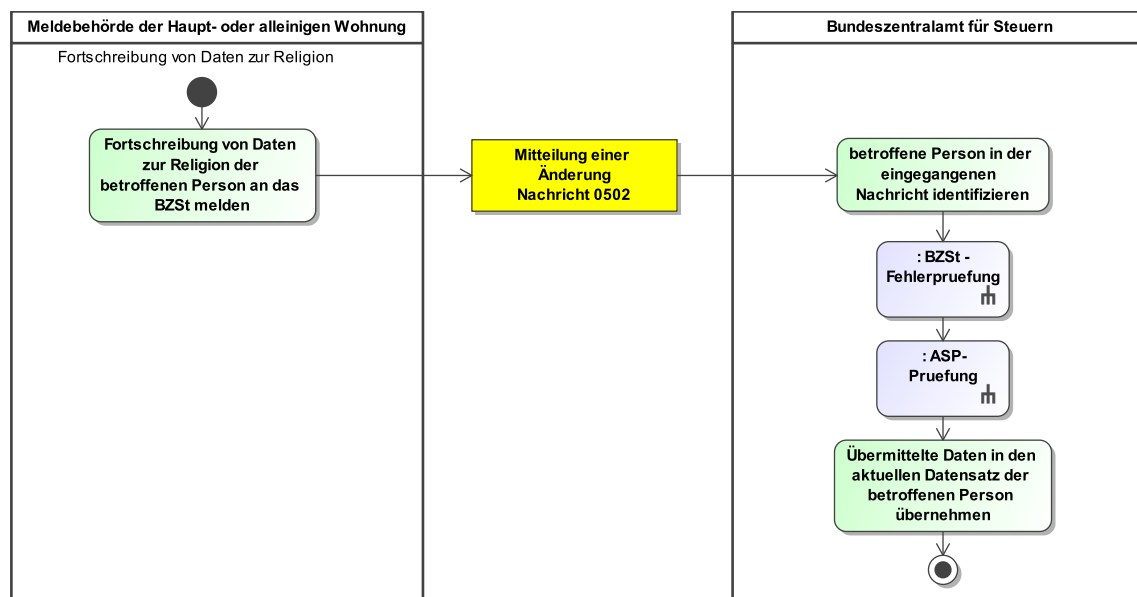 Meldebehörde der Haupt- oder alleinigen Wohnung
Fortschreibung von Daten zur Religion
Fortschreibung von Daten
zur Religion der
betroffenen Person an das
BZSt melden
Mitteilung einer
Änderung
Nachricht 0502
Bundeszentralamt für Steuern
betroffene Person in der
eingegangenen
Nachricht identifizieren
: BZSt -
Fehlerpruefung
: ASP-
Pruefung
Übermittelte Daten in den
aktuellen Datensatz der
betroffenen Person
übernehmen